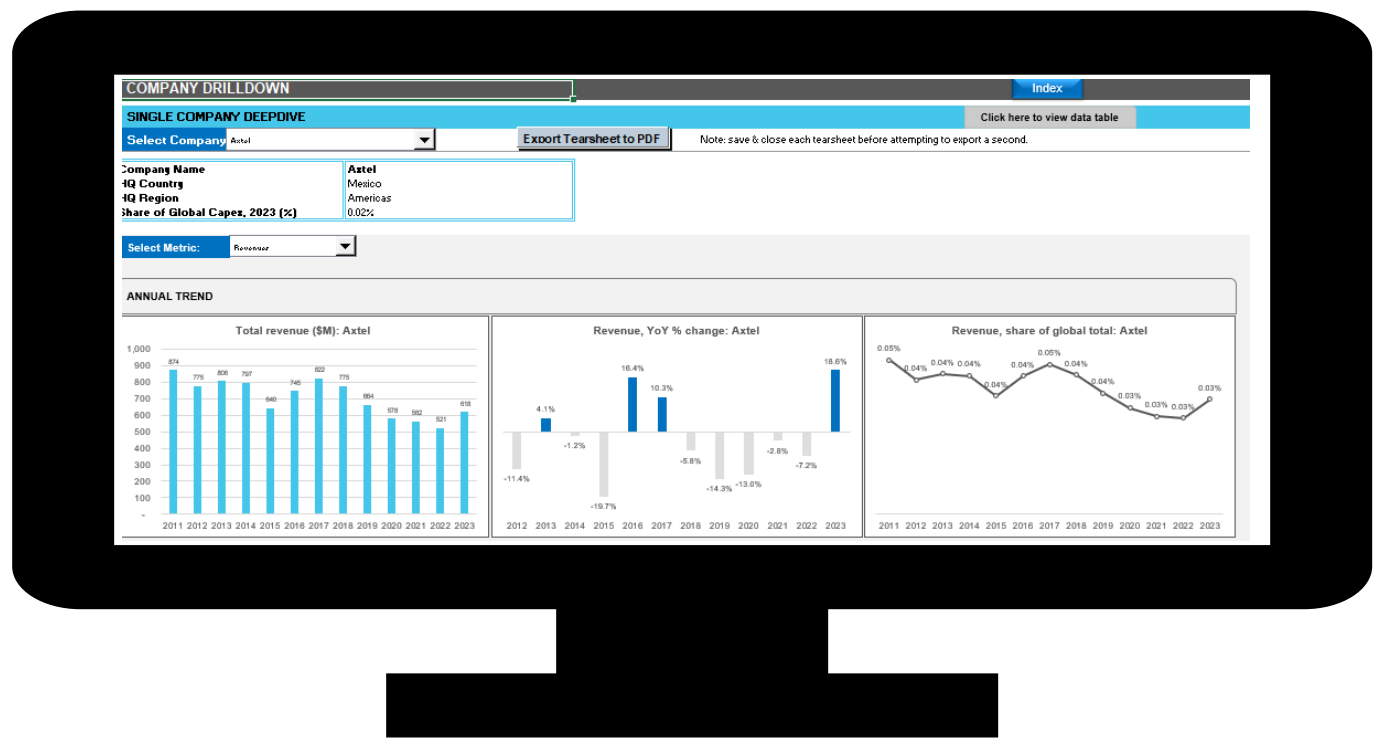 COMPANY DRILLDOWN
Index
SINGLE COMPANY DEEPDIVE
Click here to view data table
Select Company
Axtel
Export Tearsheet to PDF
Note: save & close each tearsheet before attempting to export a second.
Company Name Axtel
HQ Country Mexico
HQ Region Americas
Share of Global Capex, 2023 (%) 0.02%
Select Metric: Revenues
ANNUAL TREND
Total revenue ($M): Axtel
1,000
900
800
700
600
500
400
300
200
100
-
874 775 806 797 640 745 822 775 664 578 562 521 618
2011 2012 2013 2014 2015 2016 2017 2018 2019 2020 2021 2022 2023
Revenue, YoY % change: Axtel
-11.4% 4.1% -1.2% -19.7% 16.4% 10.3% -5.8% -14.3% -13.0% -2.8% -7.2% 18.6%
2012 2013 2014 2015 2016 2017 2018 2019 2020 2021 2022 2023
Revenue, share of global total: Axtel
0.05% 0.04% 0.04% 0.04% 0.04% 0.04% 0.05% 0.04% 0.04% 0.03% 0.03% 0.03% 0.03%
2011 2012 2013 2014 2015 2016 2017 2018 2019 2020 2021 2022 2023